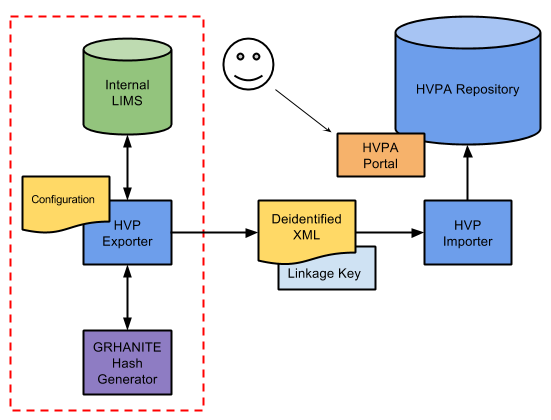 Internal
LIMS
HVPA Repository
HVPA
Portal
Configuration
HVP
Exporter
Deidentified
XML
Linkage Key
HVP
Importer
GRHANITE
Hash
Generator